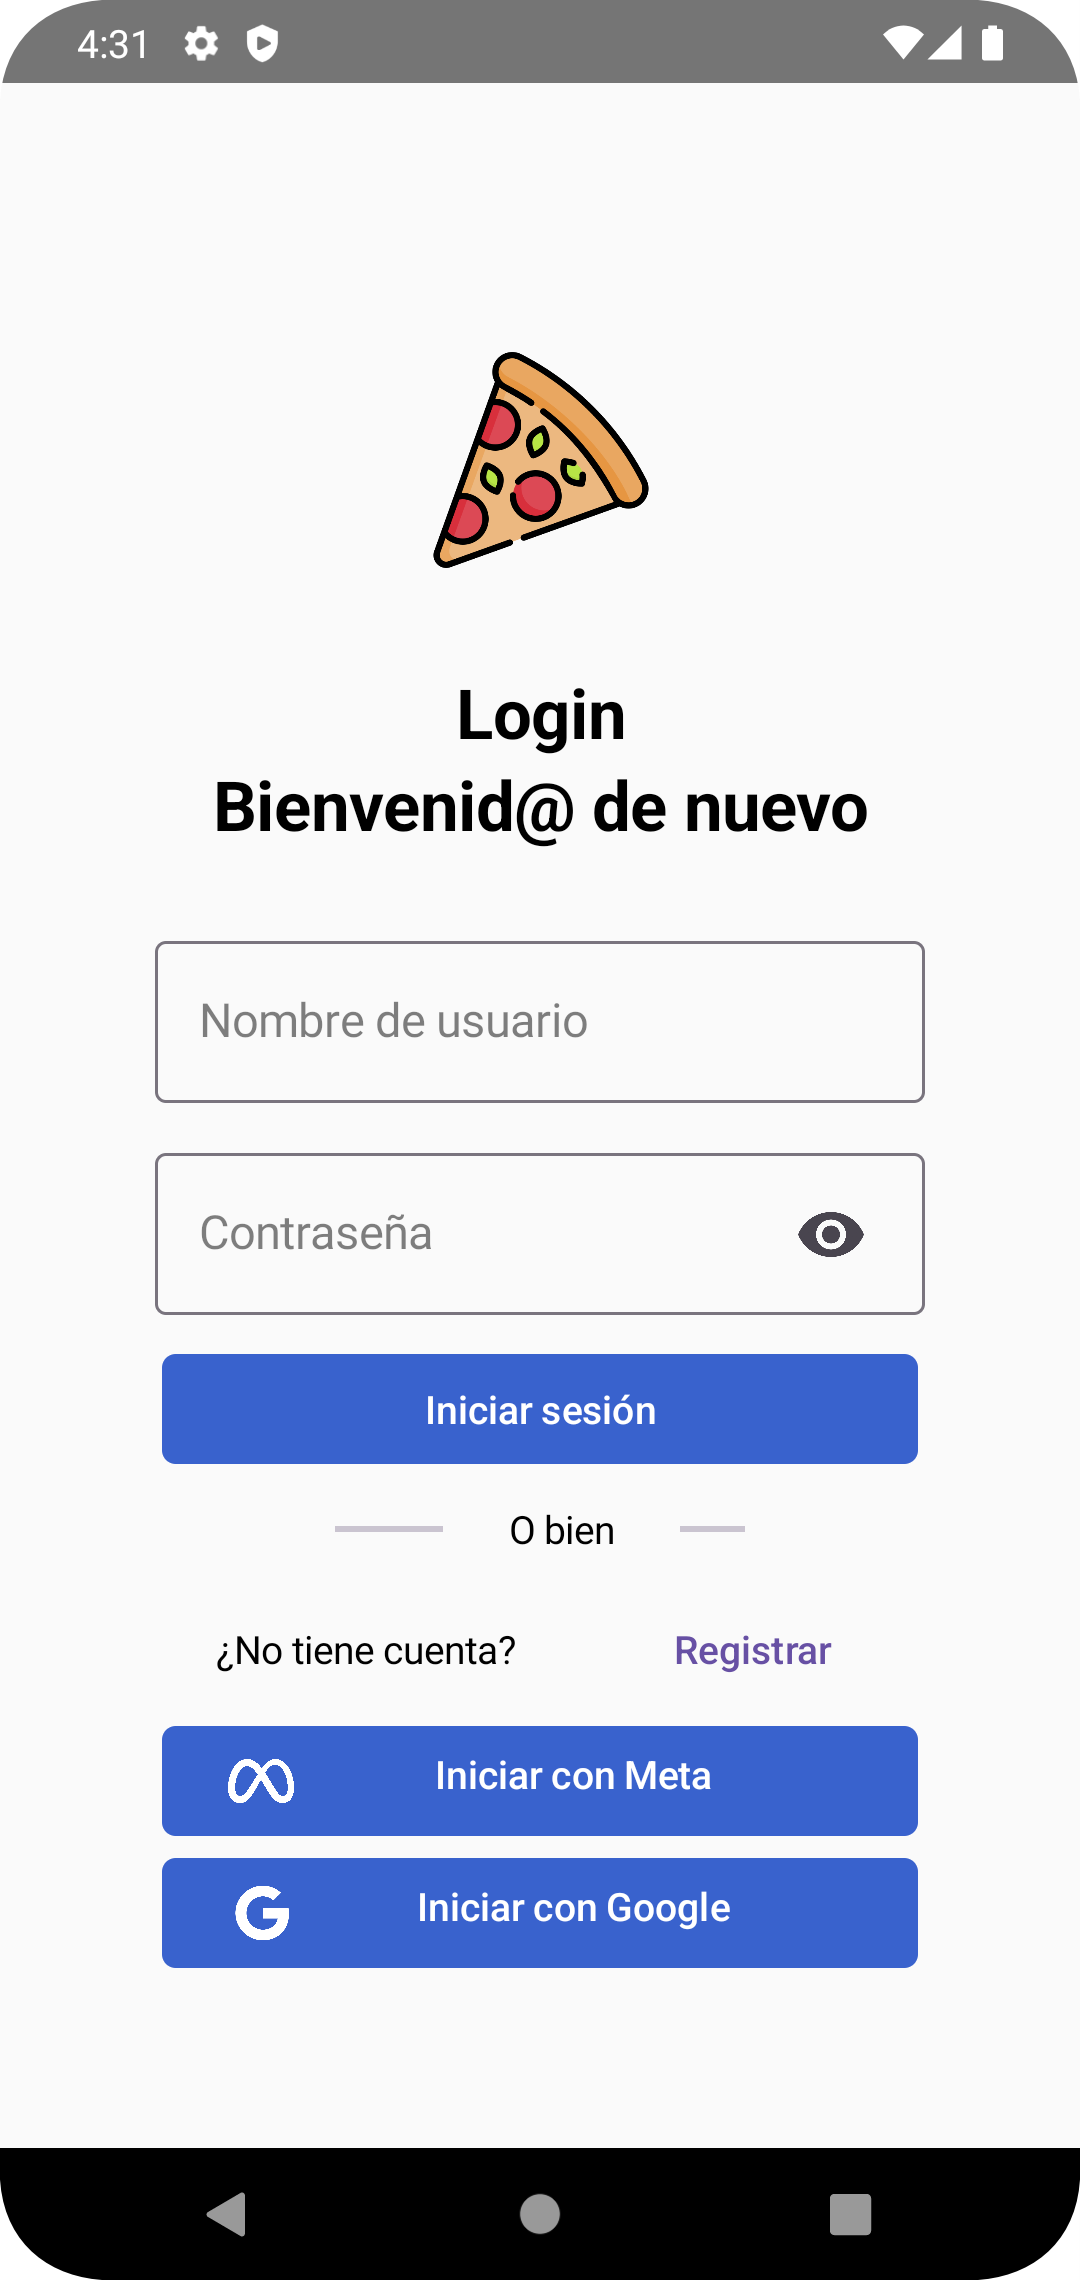 4:31
Login
Bienvenid@ de nuevo
Nombre de usuario
Contraseña
Iniciar sesión
O bien
¿No tiene cuenta? Registrar
Iniciar con Meta
Iniciar con Google